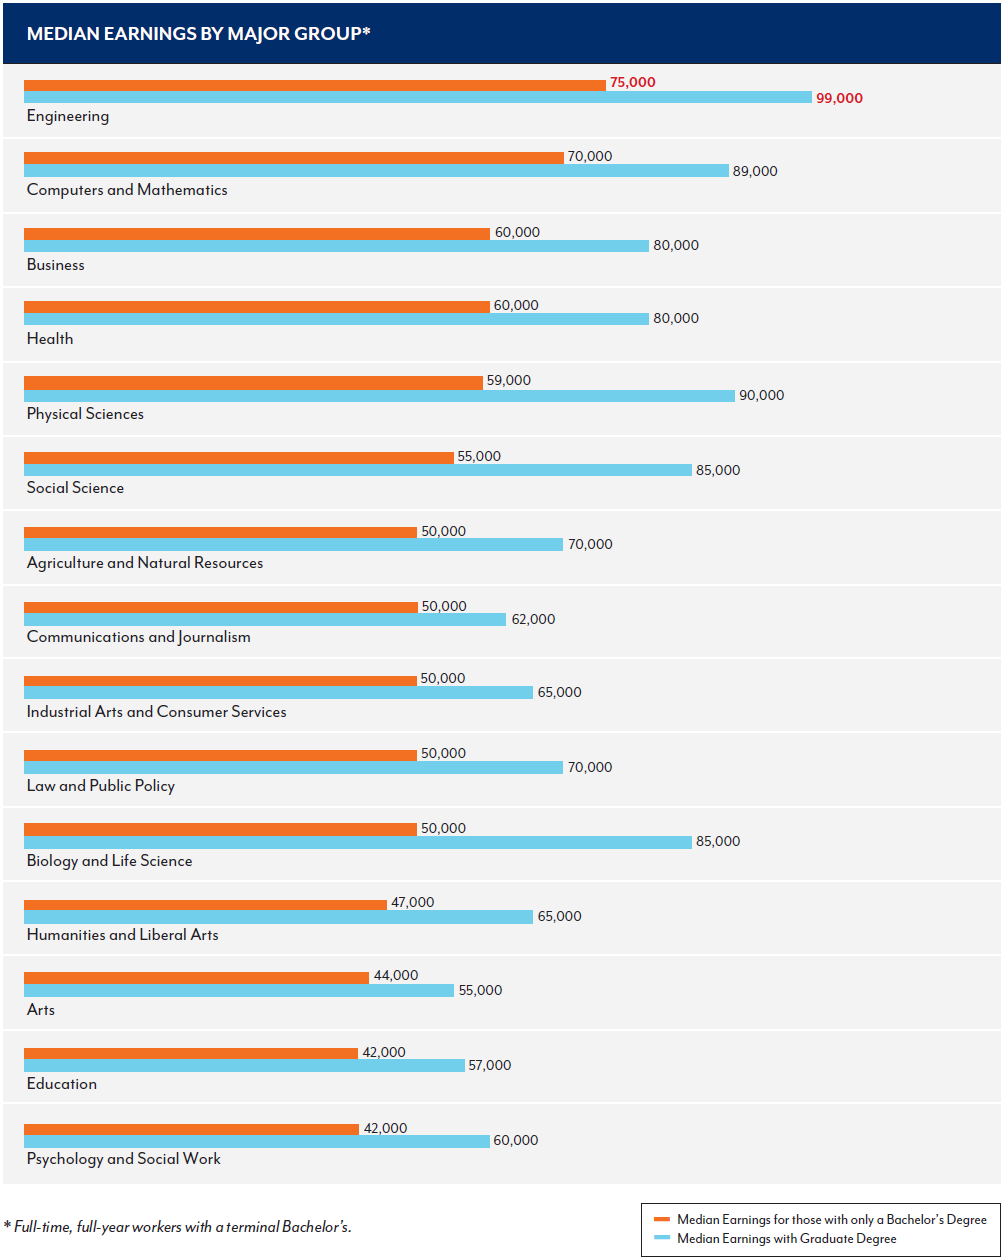 MEDIAN EARNINGS BY MAJOR GROUP*
75,000
99,000
Engineering
70,000
89,000
Computers and Mathematics
60,000
80,000
Business
60,000
80,000
Health
59,000
90,000
Physical Sciences
55,000
85,000
Social Science
50,000
70,000
Agriculture and Natural Resources
50,000
62,000
Communications and Journalism
50,000
65,000
Industrial Arts and Consumer Services
50,000
70,000
Law and Public Policy
50,000
85,000
Biology and Life Science
47,000
65,000
Humanities and Liberal Arts
44,000
55,000
Arts
42,000
57,000
Education
42,000
60,000
Psychology and Social Work
* Full-time, full-year workers with a terminal Bachelor's.
Median Earnings for those with only a Bachelor's Degree
Median Earnings with Graduate Degree